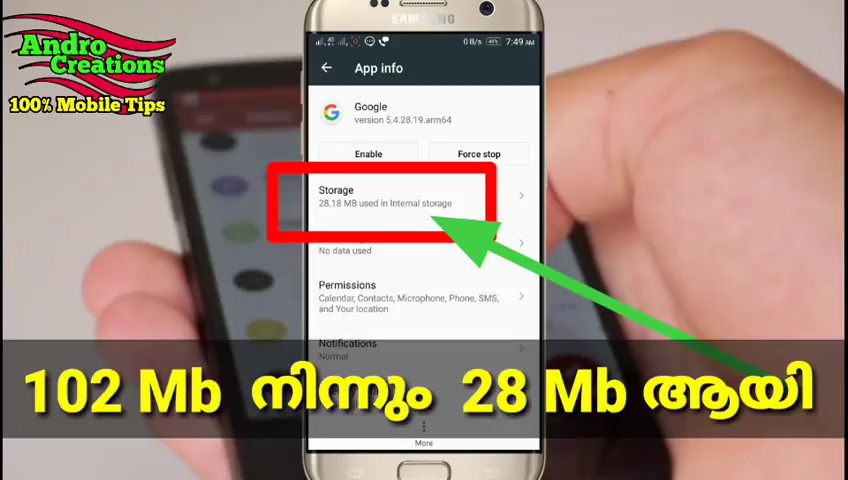 Andro
Creations
100% Mobile Tips
SAMSUNG
0 B/s 49% 7:49 AM
App info
Google
version 5.4.28.19.arm64
Enable
Force stop
Storage
28.18 MB used in Internal storage
No data used
Permissions
Calendar, Contacts, Microphone, Phone, SMS,
and Your location
Notifications
Normal
102 Mb നിന്നും 28 Mb ആയി
More